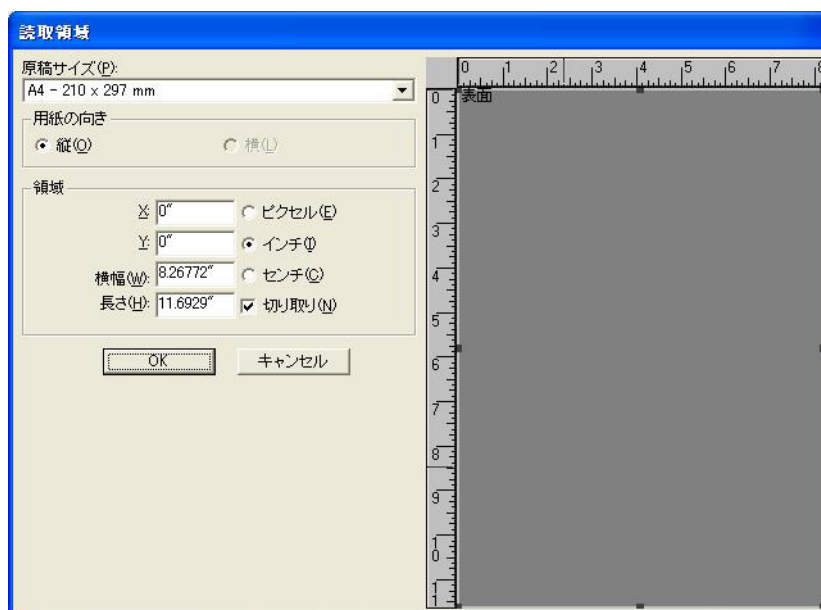 読取領域
原稿サイズ(P):
A4 - 210 x 297 mm
用紙の向き
縦(O)
横(L)
領域
X: 0"
ピクセル(E)
Y: 0"
インチ(I)
横幅(W): 8.26772"
センチ(C)
長さ(H): 11.6929"
切り取り(N)
OK
キャンセル
0 1 2 3 4 5 6 7 8
表面
0
1
2
3
4
5
6
7
8
9
10
11